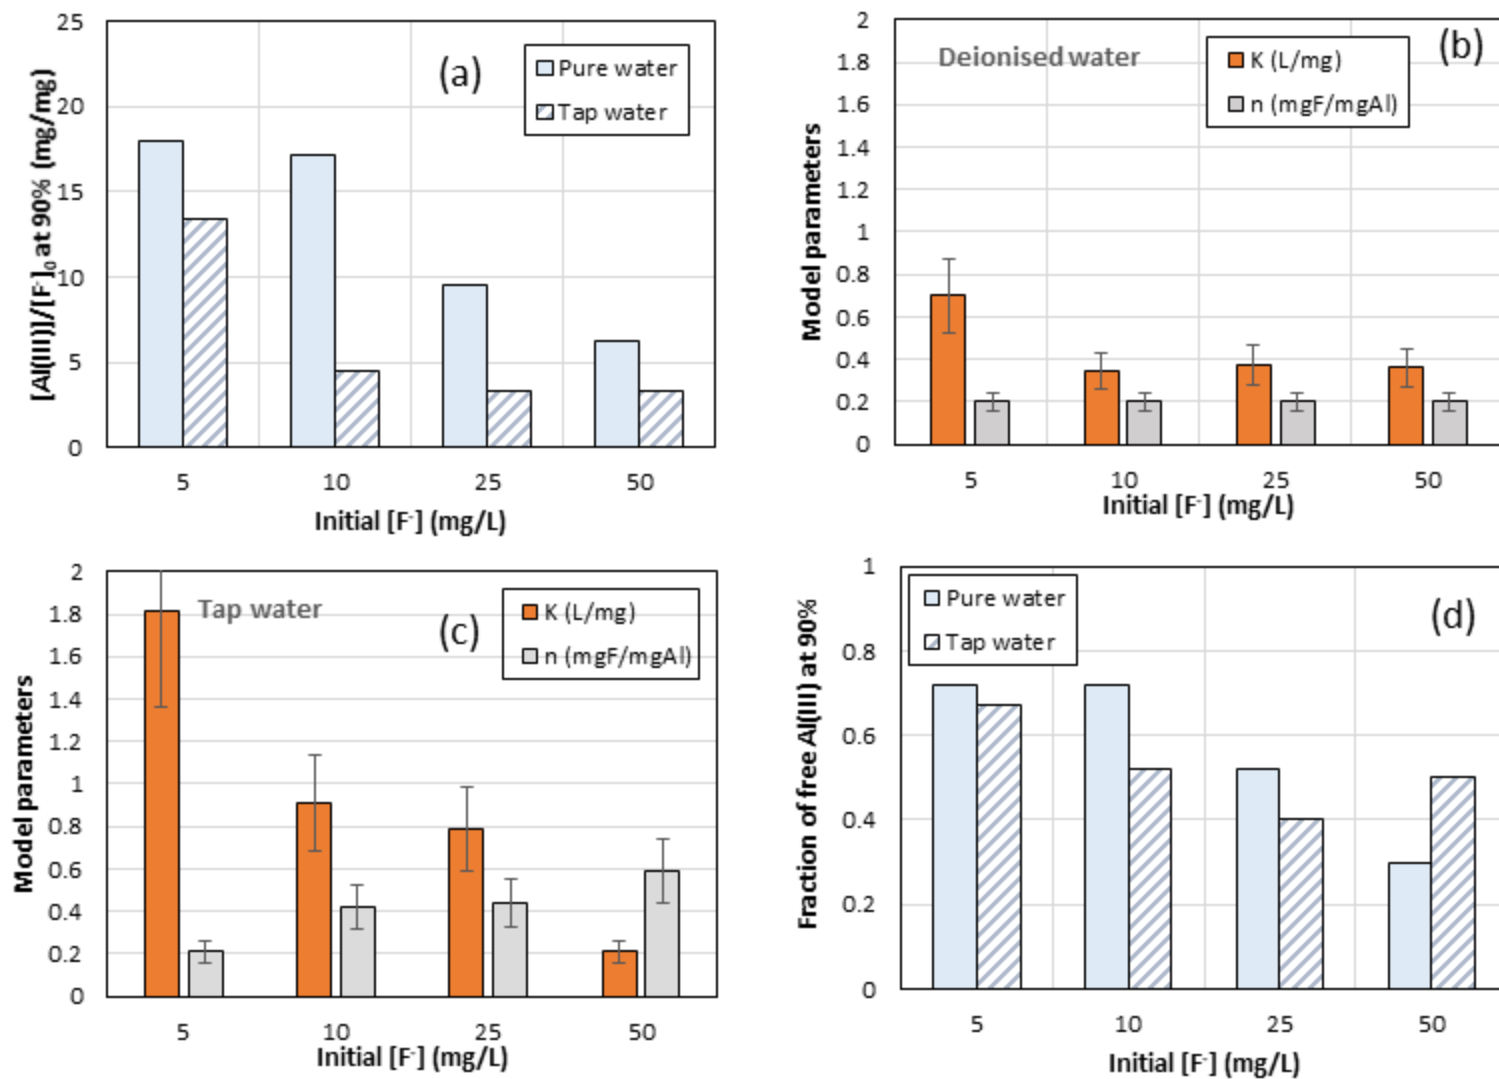 (a)
Pure water
Tap water
[Al(III)]/[F-]0 at 90% (mg/mg)
25
20
15
10
5
0
5 10 25 50
Initial [F-] (mg/L)
(b)
Deionised water
K (L/mg)
n (mgF/mgAl)
Model parameters
2
1.8
1.6
1.4
1.2
1
0.8
0.6
0.4
0.2
0
5 10 25 50
Initial [F-] (mg/L)
(c)
Tap water
K (L/mg)
n (mgF/mgAl)
Model parameters
2
1.8
1.6
1.4
1.2
1
0.8
0.6
0.4
0.2
0
5 10 25 50
Initial [F-] (mg/L)
(d)
Pure water
Tap water
Fraction of free Al(III) at 90%
1
0.8
0.6
0.4
0.2
0
5 10 25 50
Initial [F-] (mg/L)